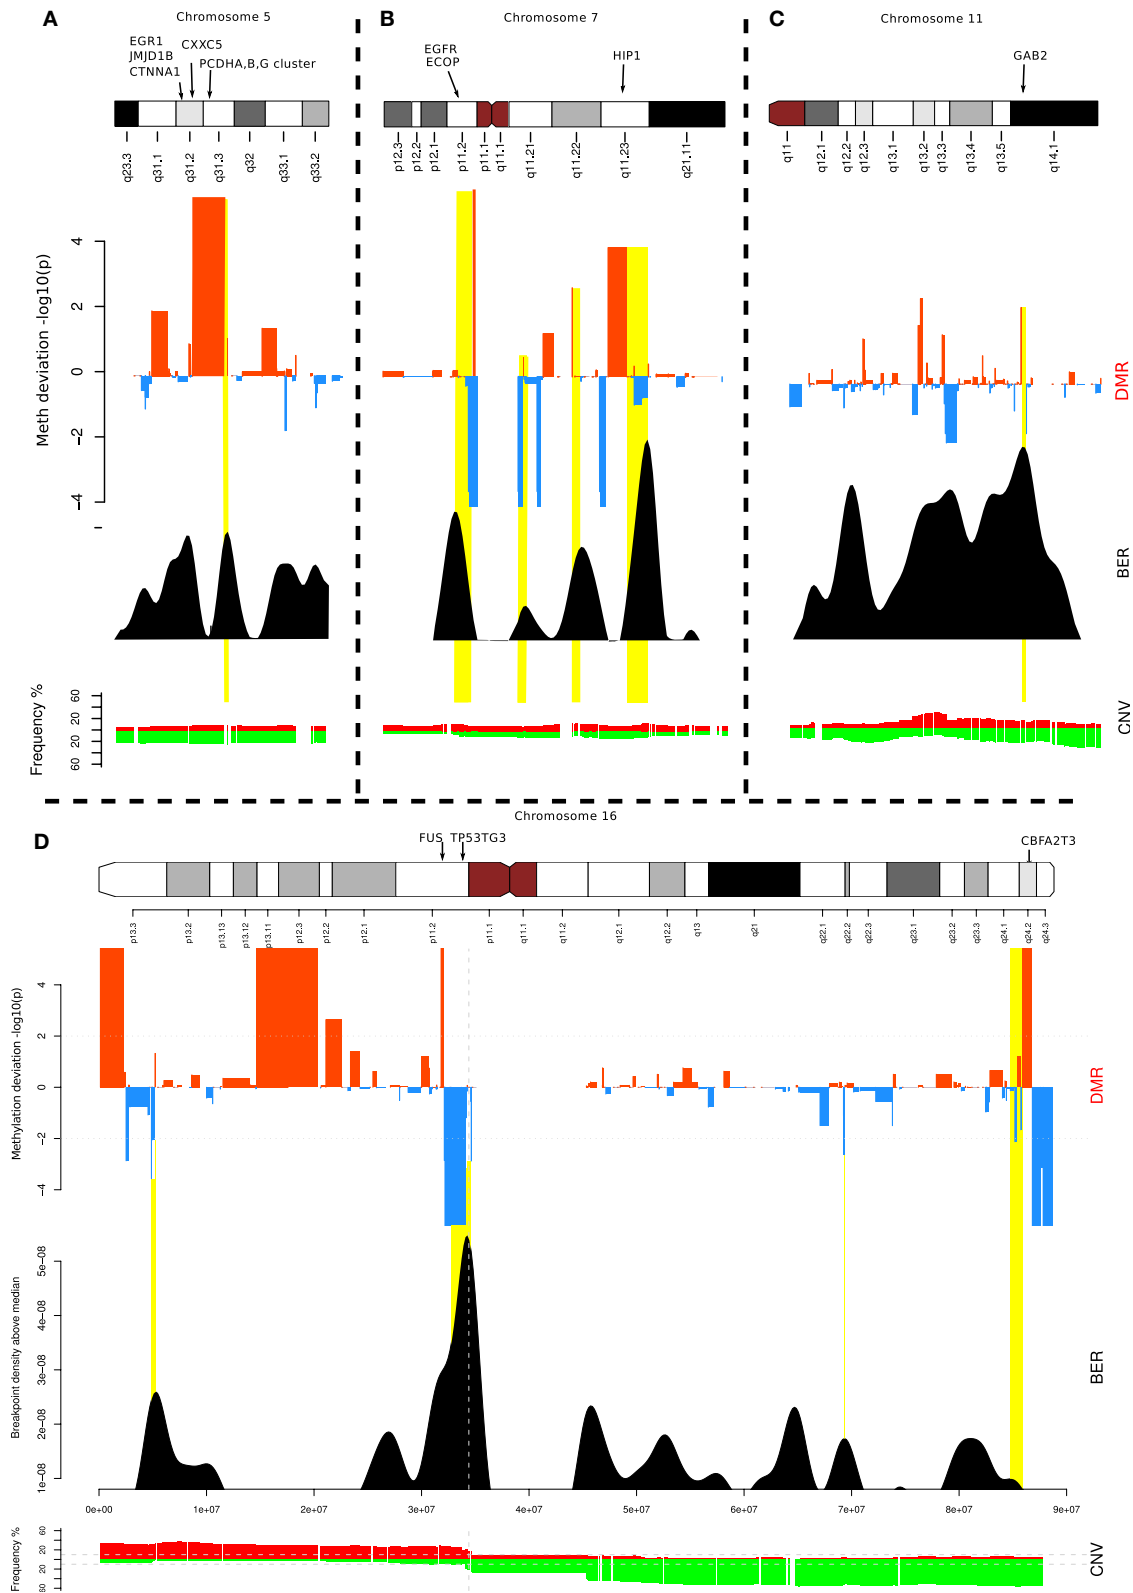 A
Chromosome 5
EGR1
JMJD1B
CTNNA1
CXXC5
PCDHA,B,G cluster
q23.3
q31.1
q31.2
q31.3
q32
q33.1
q33.2
Meth deviation -log10(p)
4
2
0
−2
−4
Frequency %
60
20
20
60
B
Chromosome 7
EGFR
ECOP
HIP1
p12.3
p12.2
p12.1
p11.2
p11.1
q11.1
q11.21
q11.22
q11.23
q21.11
C
Chromosome 11
GAB2
q11
q12.1
q12.2
q12.3
q13.1
q13.2
q13.3
q13.4
q13.5
q14.1
DMR
BER
CNV
D
Chromosome 16
FUS TP53TG3
CBFA2T3
p13.3
p13.2
p13.13
p13.12
p13.11
p12.3
p12.2
p12.1
p11.2
p11.1
q11.1
q11.2
q12.1
q12.2
q13
q21
q22.1
q22.2
q22.3
q23.1
q23.2
q23.3
q24.1
q24.2
q24.3
Methylation deviation -log10(p)
4
2
0
−2
−4
DMR
Breakpoint density above median
5e−08
4e−08
3e−08
2e−08
1e−08
BER
0e+00
1e+07
2e+07
3e+07
4e+07
5e+07
6e+07
7e+07
8e+07
9e+07
Frequency %
60
20
20
60
CNV